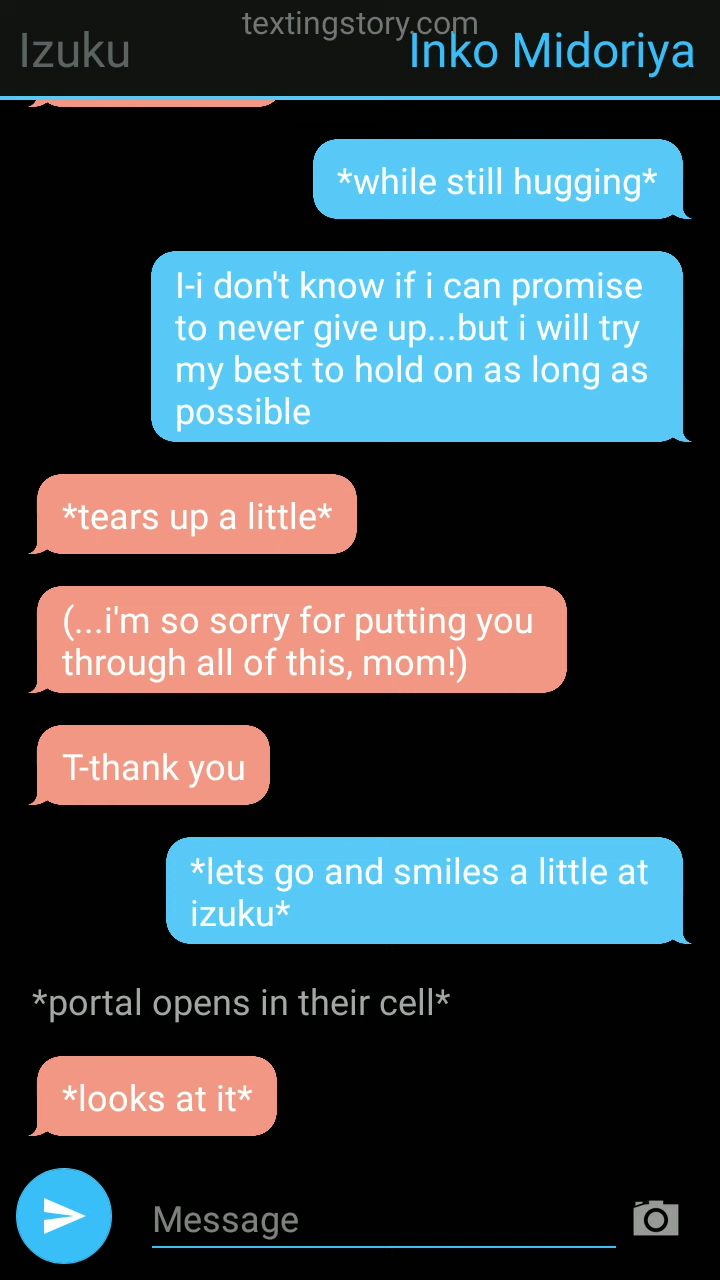 textingstory.com
Izuku
Inko Midoriya
*while still hugging*
I-i don't know if i can promise
to never give up...but i will try
my best to hold on as long as
possible
*tears up a little*
(...i'm so sorry for putting you
through all of this, mom!)
T-thank you
*lets go and smiles a little at
izuku*
*portal opens in their cell*
*looks at it*
Message